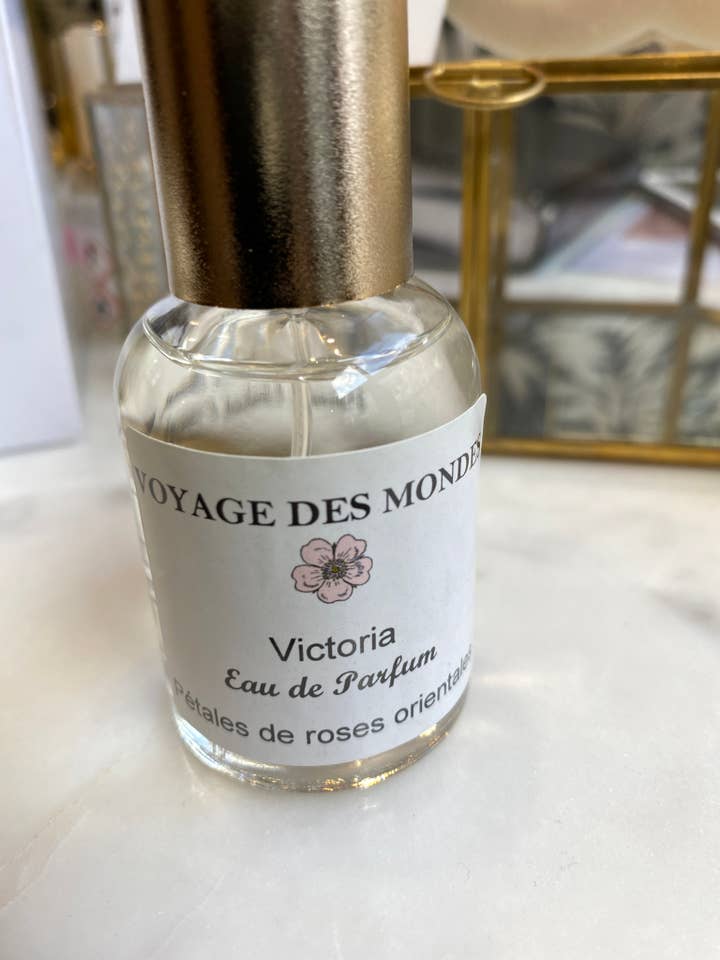 VOYAGE DES MONDES
Victoria
Eau de Parfum
Pétales de roses orientales